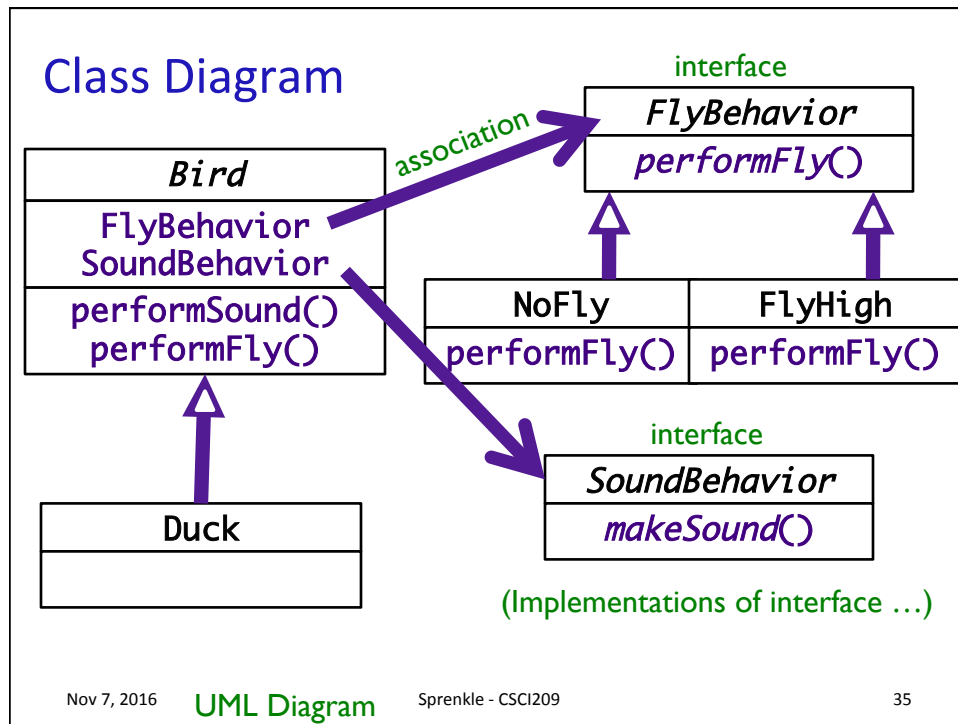 Class Diagram
interface
FlyBehavior
performFly()
association
Bird
FlyBehavior
SoundBehavior
performSound()
performFly()
NoFly
performFly()
FlyHigh
performFly()
interface
SoundBehavior
makeSound()
Duck
(Implementations of interface …)
Nov 7, 2016
UML Diagram
Sprenkle - CSCI209
35